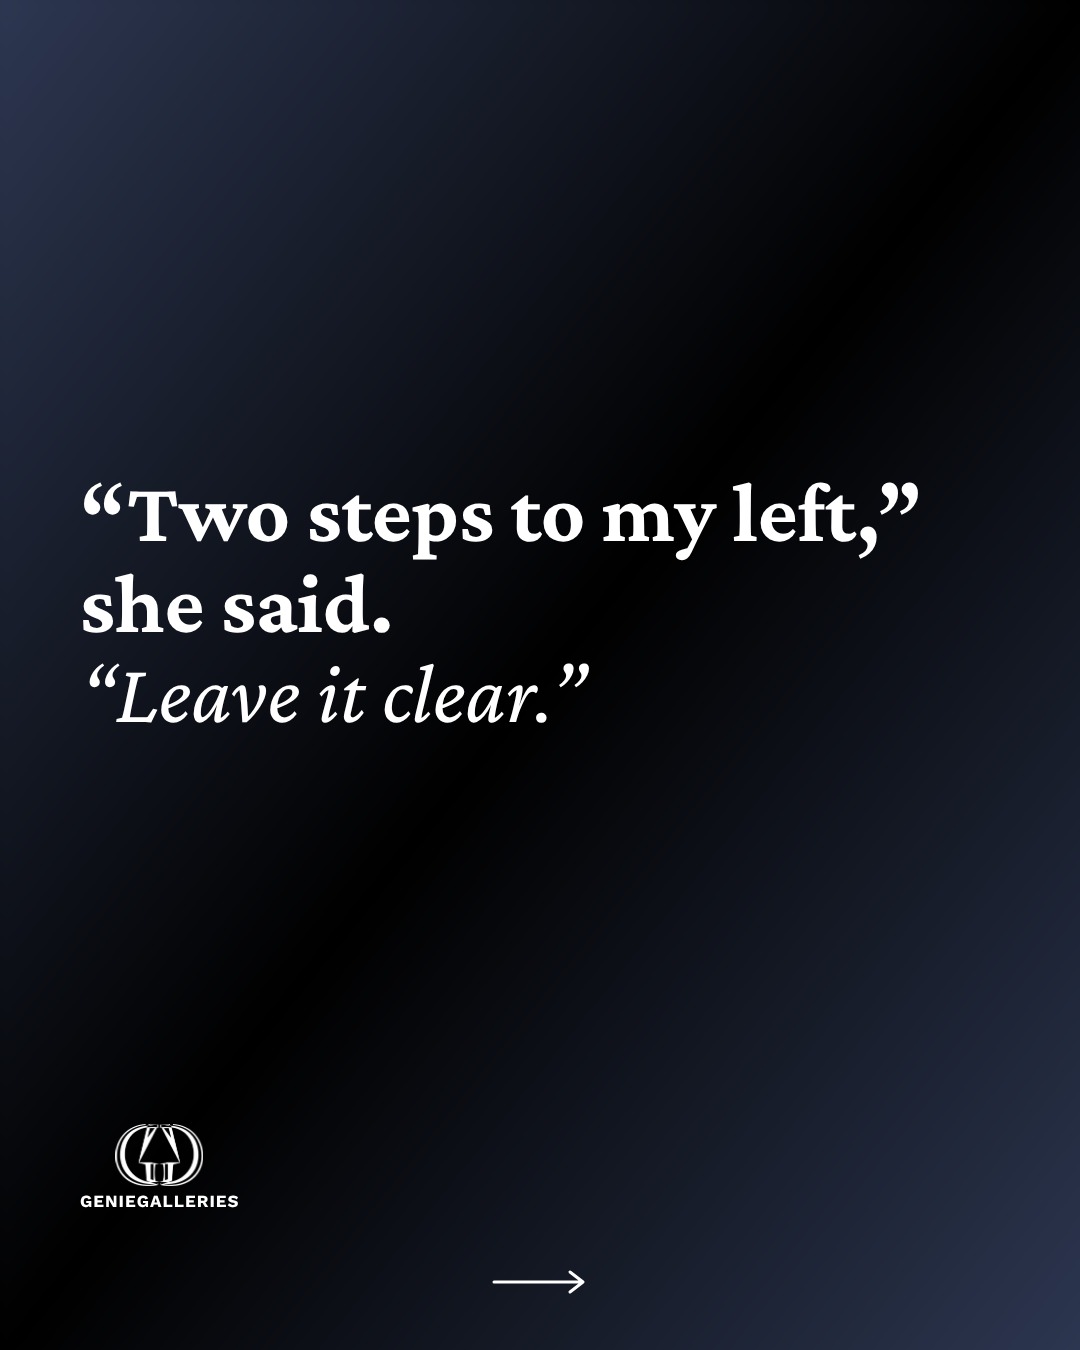 “Two steps to my left,”
she said.
“Leave it clear.”
GENIEGALLERIES